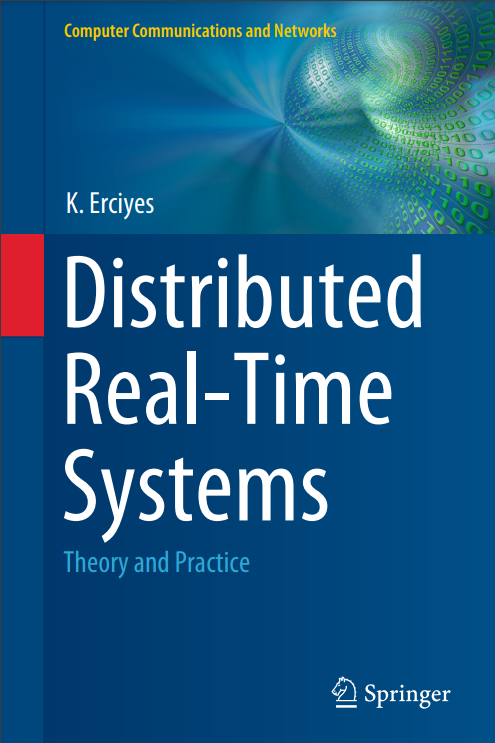 Computer Communications and Networks
K. Erciyes
Distributed
Real-Time
Systems
Theory and Practice
Springer